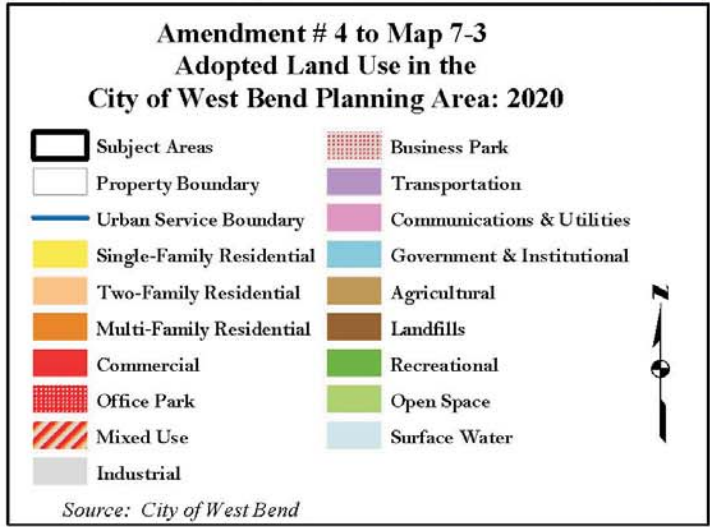 Amendment # 4 to Map 7-3
Adopted Land Use in the
City of West Bend Planning Area: 2020
Subject Areas
Property Boundary
Urban Service Boundary
Single-Family Residential
Two-Family Residential
Multi-Family Residential
Commercial
Office Park
Mixed Use
Industrial
Business Park
Transportation
Communications & Utilities
Government & Institutional
Agricultural
Landfills
Recreational
Open Space
Surface Water
N
Source: City of West Bend